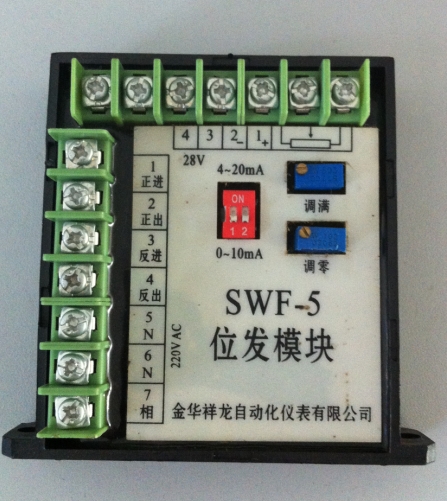 4 3 2- 1+
28V
4~20mA
ON
1 2
0~10mA
调满
调零
1
正进
2
正出
3
反进
4
反出
5
N
6
N
7
相
220V AC
SWF-5
位发模块
金华祥龙自动化仪表有限公司